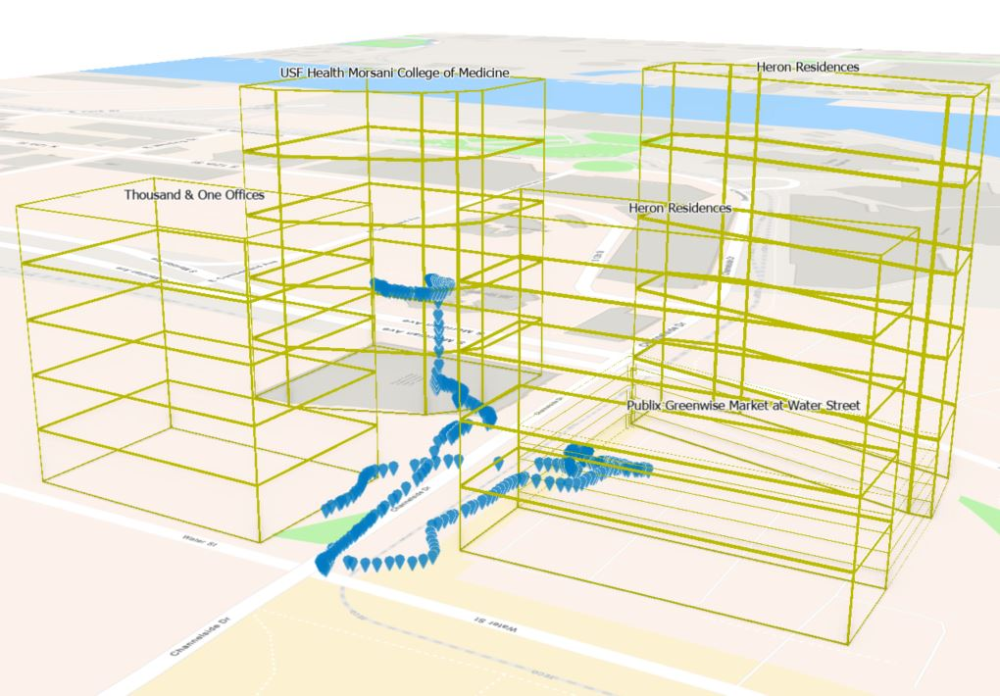 Heron Residences
USF Health Morsani College of Medicine
Thousand & One Offices
Heron Residences
Publix Greenwise Market at Water Street
Channelside Dr
Water St
Water St
Channelside Dr